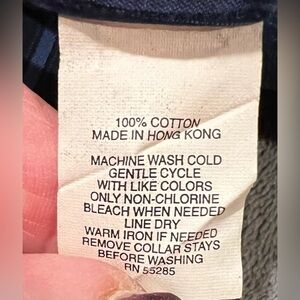 100% COTTON
MADE IN HONG KONG
MACHINE WASH COLD
GENTLE CYCLE
WITH LIKE COLORS
ONLY NON-CHLORINE
BLEACH WHEN NEEDED
LINE DRY
WARM IRON IF NEEDED
REMOVE COLLAR STAYS
BEFORE WASHING
RN 55285